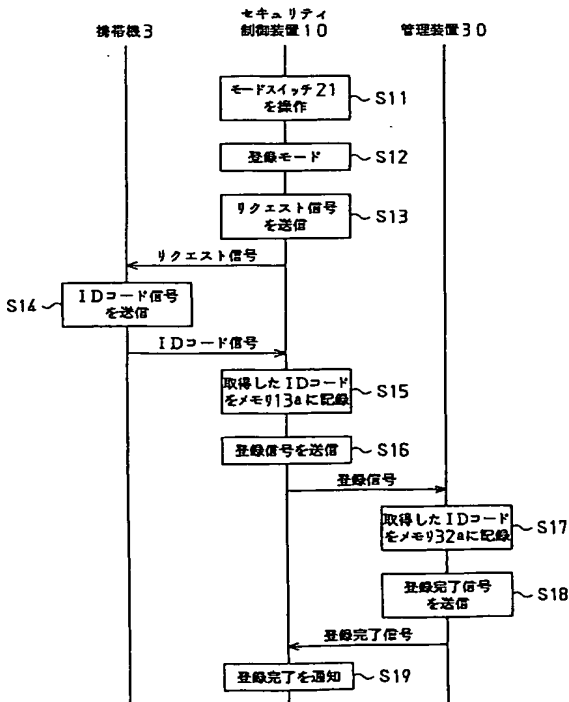 携帯機3
セキュリティ
制御装置10
管理装置30
モードスイッチ21
を操作
S11
登録モード
S12
リクエスト信号
を送信
S13
リクエスト信号
S14
IDコード信号
を送信
IDコード信号
取得したIDコード
をメモリ13aに記録
S15
登録信号を送信
S16
登録信号
取得したIDコード
をメモリ32aに記録
S17
登録完了信号
を送信
S18
登録完了信号
登録完了を通知
S19